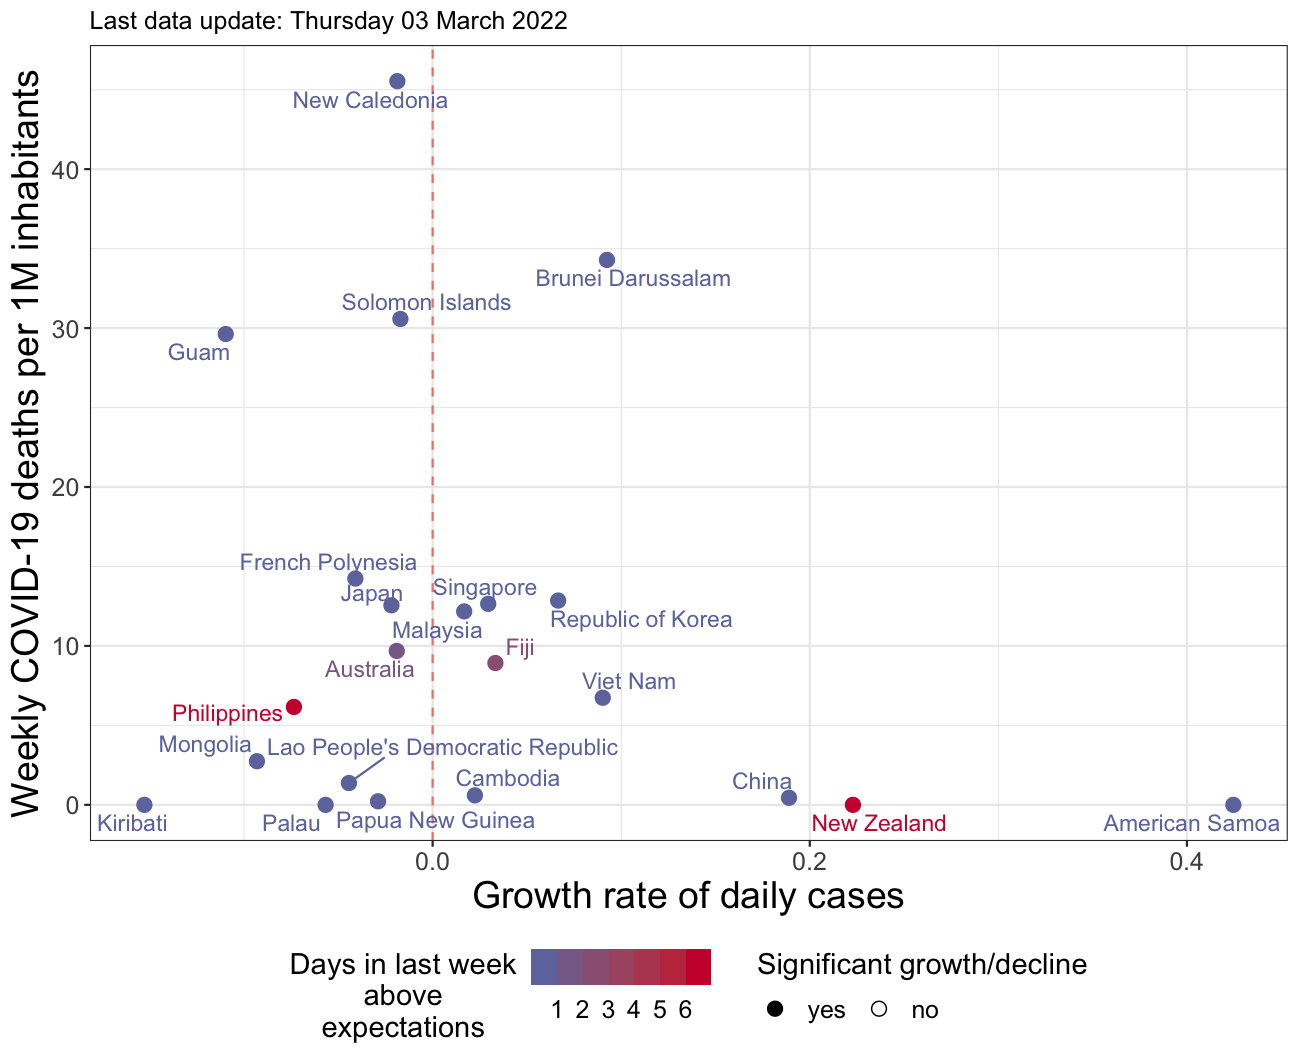 Last data update: Thursday 03 March 2022
Weekly COVID-19 deaths per 1M inhabitants
40
30
20
10
0
New Caledonia
Brunei Darussalam
Solomon Islands
Guam
French Polynesia
Japan
Singapore
Republic of Korea
Malaysia
Fiji
Australia
Viet Nam
Philippines
Mongolia
Lao People's Democratic Republic
Cambodia
China
Kiribati
Palau
Papua New Guinea
New Zealand
American Samoa
0.0
0.2
0.4
Growth rate of daily cases
Days in last week
above
expectations
1 2 3 4 5 6
Significant growth/decline
yes
no